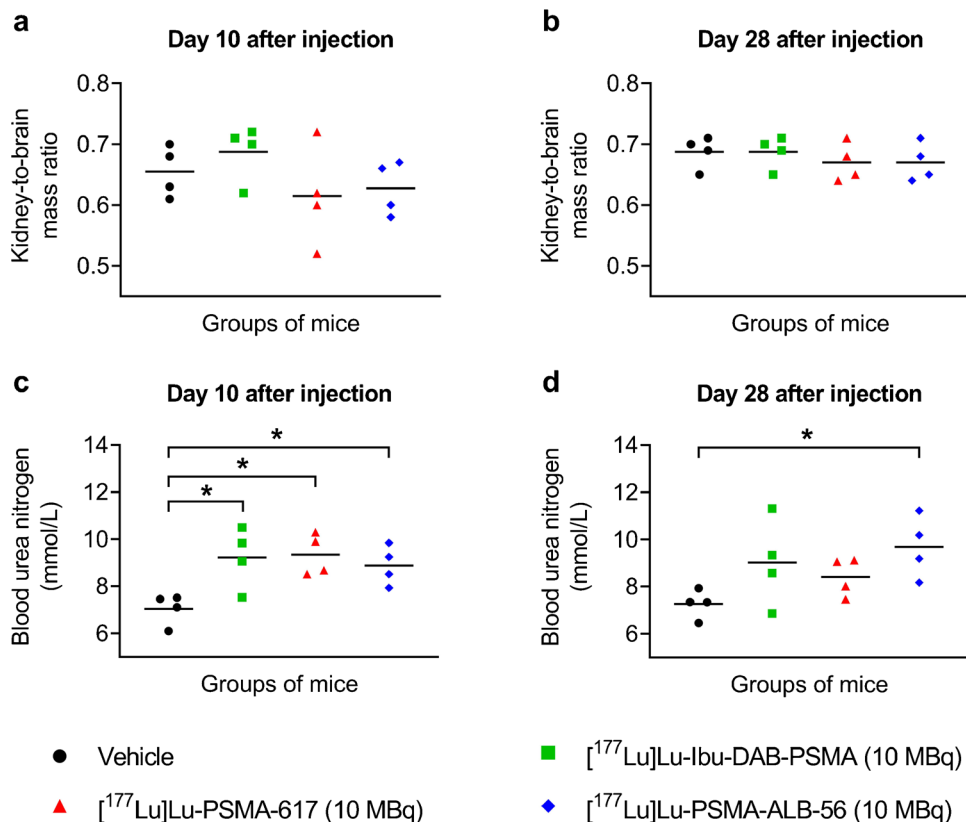 a
Day 10 after injection
Kidney-to-brain
mass ratio
0.8
0.7
0.6
0.5
Groups of mice
b
Day 28 after injection
Kidney-to-brain
mass ratio
0.8
0.7
0.6
0.5
Groups of mice
c
Day 10 after injection
Blood urea nitrogen
(mmol/L)
14
12
10
8
6
*
*
*
Groups of mice
d
Day 28 after injection
Blood urea nitrogen
(mmol/L)
14
12
10
8
6
*
Groups of mice
Vehicle
[¹⁷⁷Lu]Lu-Ibu-DAB-PSMA (10 MBq)
[¹⁷⁷Lu]Lu-PSMA-617 (10 MBq)
[¹⁷⁷Lu]Lu-PSMA-ALB-56 (10 MBq)